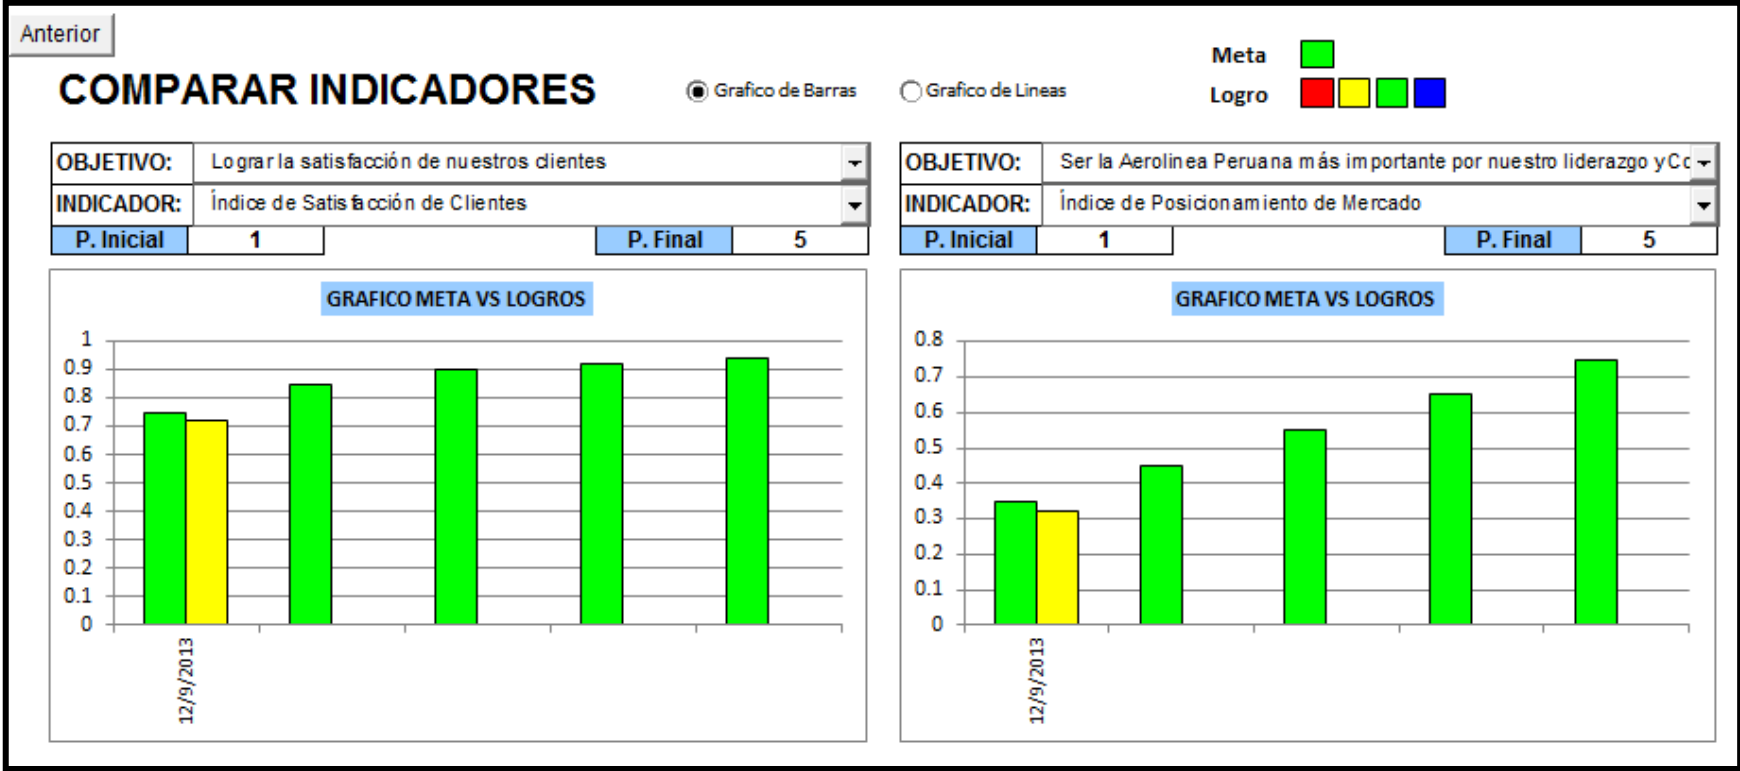 Anterior
COMPARAR INDICADORES
Grafico de Barras
Grafico de Lineas
Meta
Logro
OBJETIVO: Lograr la satisfacción de nuestros clientes
INDICADOR: Índice de Satisfacción de Clientes
P. Inicial 1 P. Final 5
GRAFICO META VS LOGROS
1
0.9
0.8
0.7
0.6
0.5
0.4
0.3
0.2
0.1
0
12/9/2013
OBJETIVO: Ser la Aerolinea Peruana más importante por nuestro liderazgo y Co
INDICADOR: Índice de Posicionamiento de Mercado
P. Inicial 1 P. Final 5
GRAFICO META VS LOGROS
0.8
0.7
0.6
0.5
0.4
0.3
0.2
0.1
0
12/9/2013